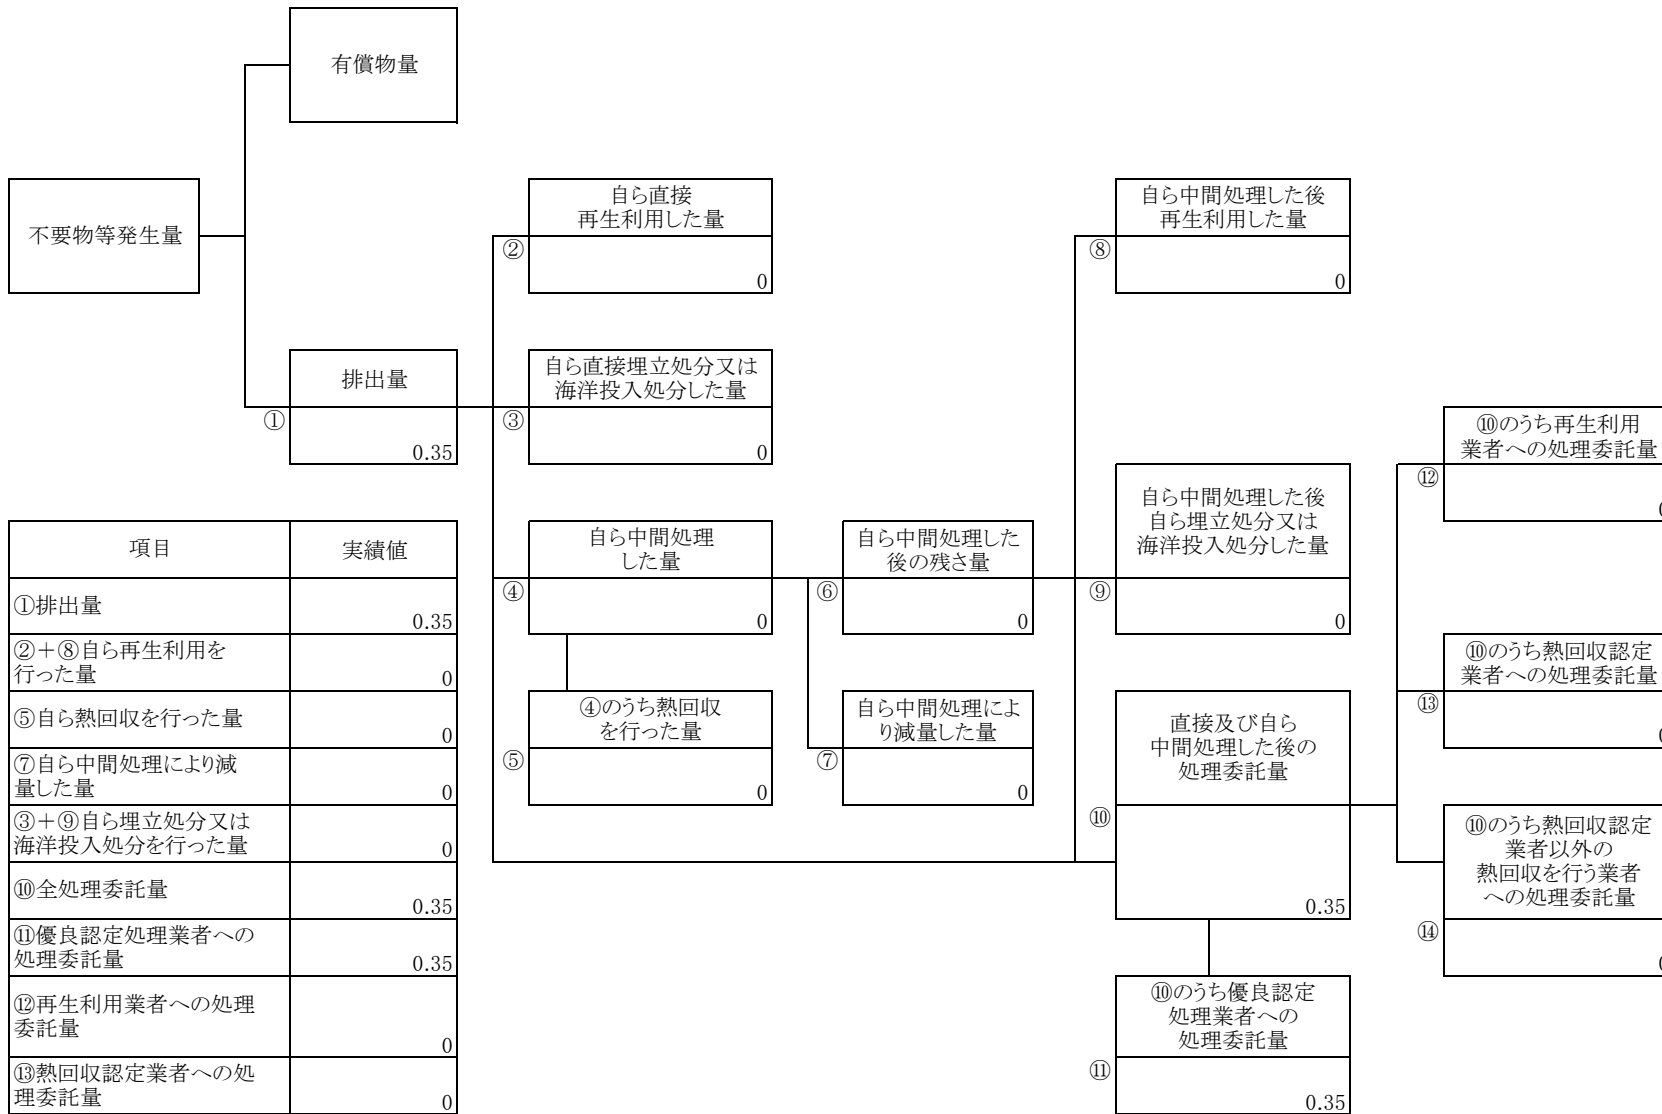 有償物量
不要物等発生量
自ら直接
再生利用した量
②
0
自ら中間処理した後
再生利用した量
⑧
0
排出量
①
0.35
自ら直接埋立処分又は
海洋投入処分した量
③
0
⑩のうち再生利用
業者への処理委託量
⑫
自ら中間処理
した量
④
0
自ら中間処理した
後の残さ量
⑥
0
自ら中間処理した後
自ら埋立処分又は
海洋投入処分した量
⑨
0
⑩のうち熱回収認定
業者への処理委託量
⑬
④のうち熱回収
を行った量
⑤
0
自ら中間処理によ
り減量した量
⑦
0
直接及び自ら
中間処理した後の
処理委託量
⑩
0.35
⑩のうち熱回収認定
業者以外の
熱回収を行う業者
への処理委託量
⑭
⑩のうち優良認定
処理業者への
処理委託量
⑪
0.35
項目 実績値
①排出量 0.35
②+⑧自ら再生利用を
行った量 0
⑤自ら熱回収を行った量 0
⑦自ら中間処理により減
量した量 0
③+⑨自ら埋立処分又は
海洋投入処分を行った量 0
⑩全処理委託量 0.35
⑪優良認定処理業者への
処理委託量 0.35
⑫再生利用業者への処理
委託量 0
⑬熱回収認定業者への処
理委託量 0